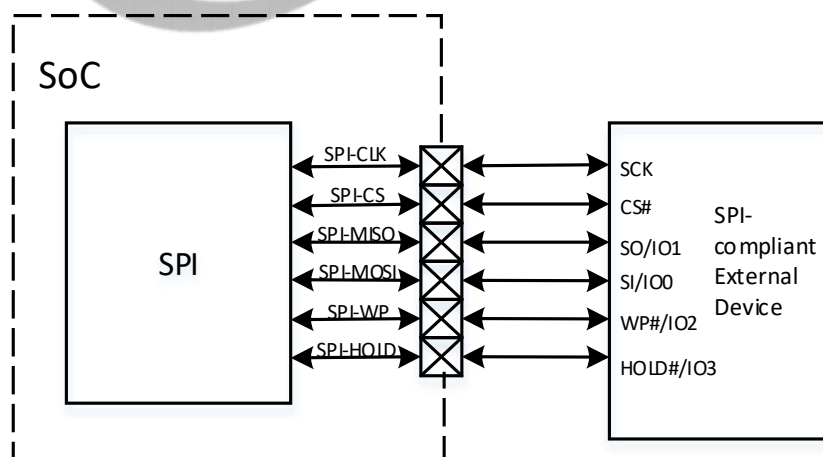 SoC
SPI
SPI-CLK
SPI-CS
SPI-MISO
SPI-MOSI
SPI-WP
SPI-HOLD
SCK
CS#
SO/IO1
SI/IO0
WP#/IO2
HOLD#/IO3
SPI-
compliant
External
Device